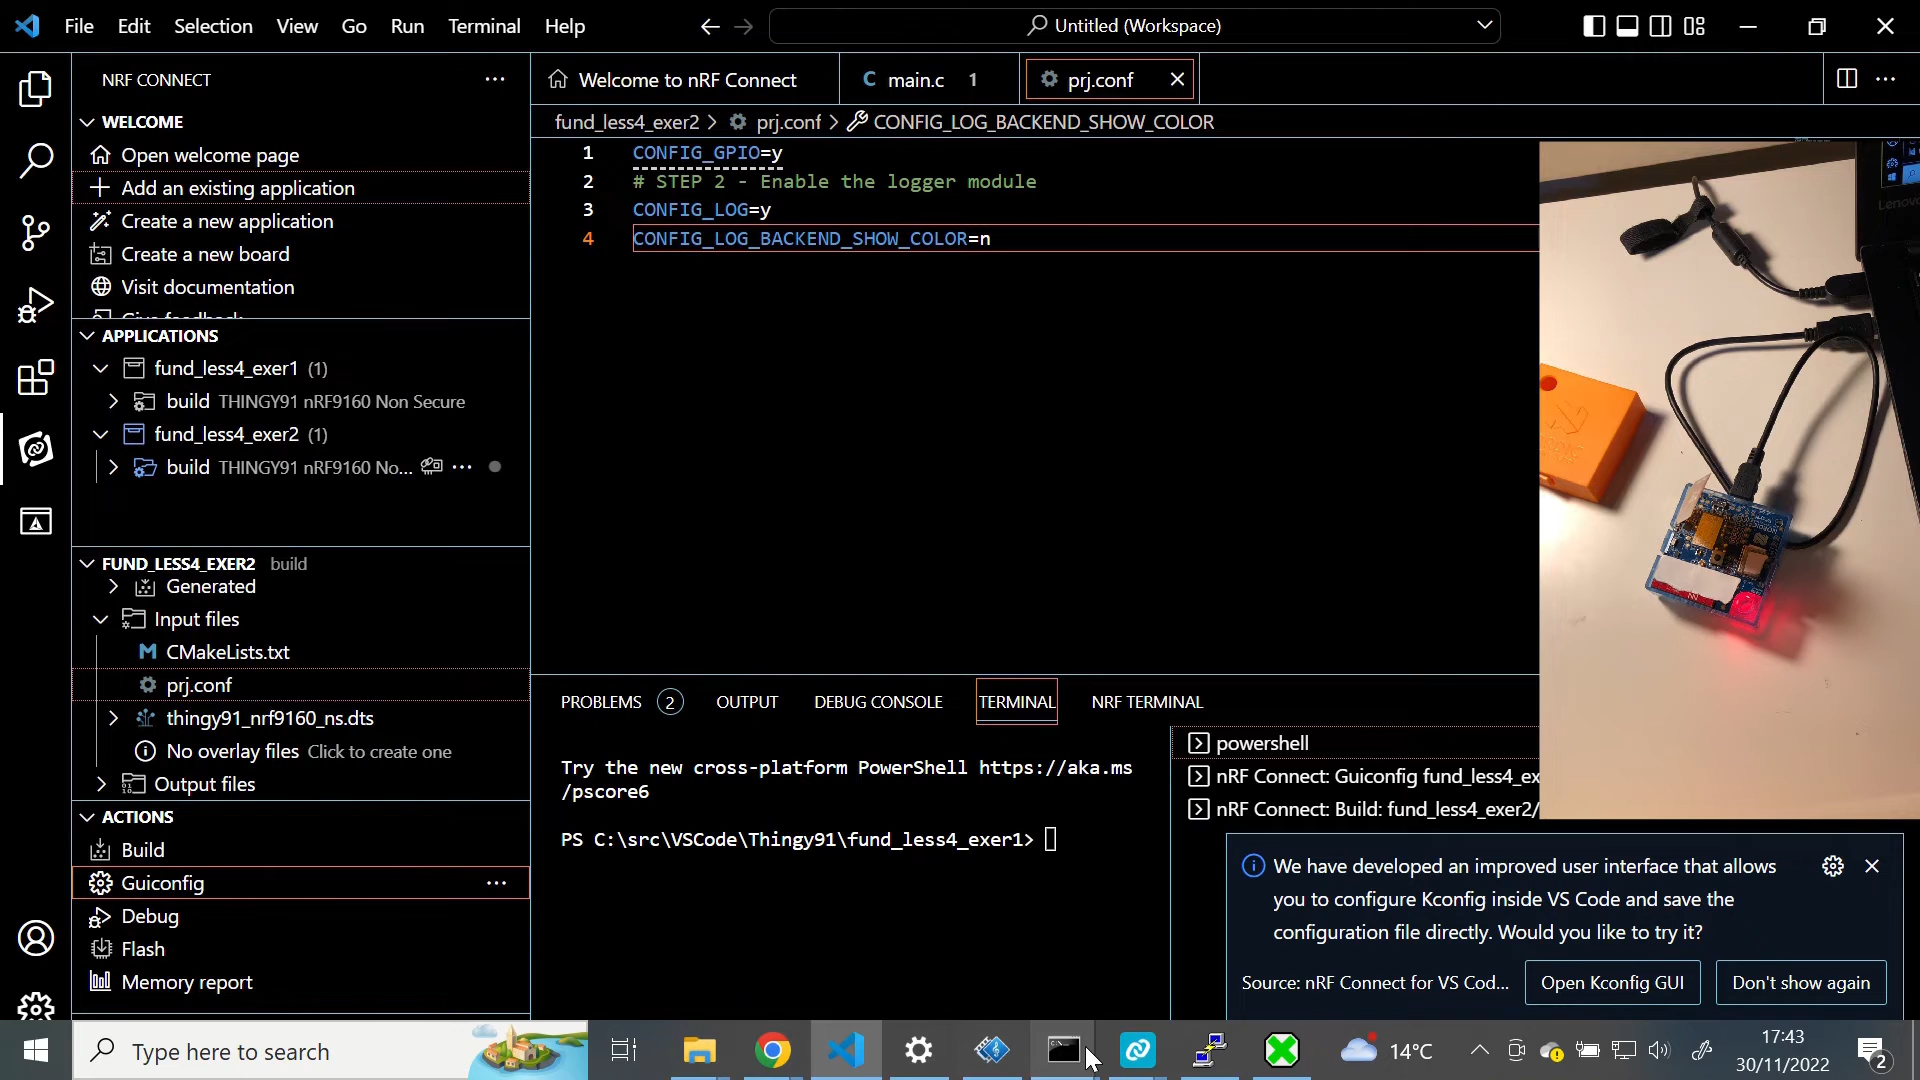 File Edit Selection View Go Run Terminal Help
Untitled (Workspace)
NRF CONNECT
WELCOME
Open welcome page
Add an existing application
Create a new application
Create a new board
Visit documentation
Give feedback
APPLICATIONS
fund_less4_exer1 (1)
build THINGY91 nRF9160 Non Secure
fund_less4_exer2 (1)
build THINGY91 nRF9160 No...
FUND_LESS4_EXER2 build
Generated
Input files
CMakeLists.txt
prj.conf
thingy91_nrf9160_ns.dts
No overlay files Click to create one
Output files
ACTIONS
Build
Guiconfig
Debug
Flash
Memory report
Welcome to nRF Connect
C main.c 1
prj.conf
fund_less4_exer2 > prj.conf > CONFIG_LOG_BACKEND_SHOW_COLOR
1 CONFIG_GPIO=y
2 # STEP 2 - Enable the logger module
3 CONFIG_LOG=y
4 CONFIG_LOG_BACKEND_SHOW_COLOR=n
Lenovo
PROBLEMS 2 OUTPUT DEBUG CONSOLE TERMINAL NRF TERMINAL
Try the new cross-platform PowerShell https://aka.ms
/pscore6
PS C:\src\VSCode\Thingy91\fund_less4_exer1>
powershell
nRF Connect: Guiconfig fund_less4_ex
nRF Connect: Build: fund_less4_exer2/
We have developed an improved user interface that allows
you to configure Kconfig inside VS Code and save the
configuration file directly. Would you like to try it?
Source: nRF Connect for VS Cod...
Open Kconfig GUI
Don't show again
Type here to search
14°C
17:43
30/11/2022
2